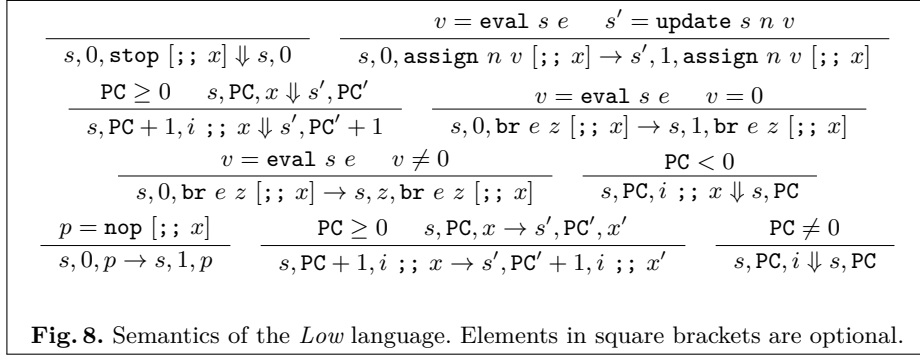 v = eval s e s′ = update s n v
s, 0, stop [;; x] ⇓ s, 0 s, 0, assign n v [;; x] → s′, 1, assign n v [;; x]
PC ≥ 0 s, PC, x ⇓ s′, PC′ v = eval s e v = 0
s, PC + 1, i ;; x ⇓ s′, PC′ + 1 s, 0, br e z [;; x] → s, 1, br e z [;; x]
v = eval s e v ≠ 0 PC < 0
s, 0, br e z [;; x] → s, z, br e z [;; x] s, PC, i ;; x ⇓ s, PC
p = nop [;; x] PC ≥ 0 s, PC, x → s′, PC′, x′ PC ≠ 0
s, 0, p → s, 1, p s, PC + 1, i ;; x → s′, PC′ + 1, i ;; x′ s, PC, i ⇓ s, PC
Fig. 8. Semantics of the Low language. Elements in square brackets are optional.